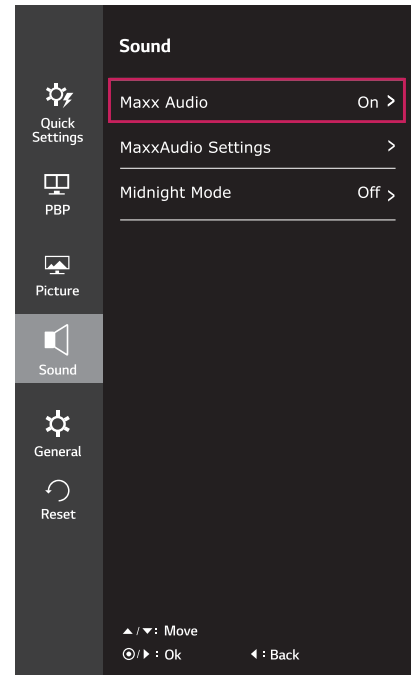 Sound
Quick
Settings
PBP
Picture
Sound
General
Reset
Maxx Audio On >
MaxxAudio Settings >
Midnight Mode Off >
▲/▼: Move
◉/▶ : Ok ◀ : Back